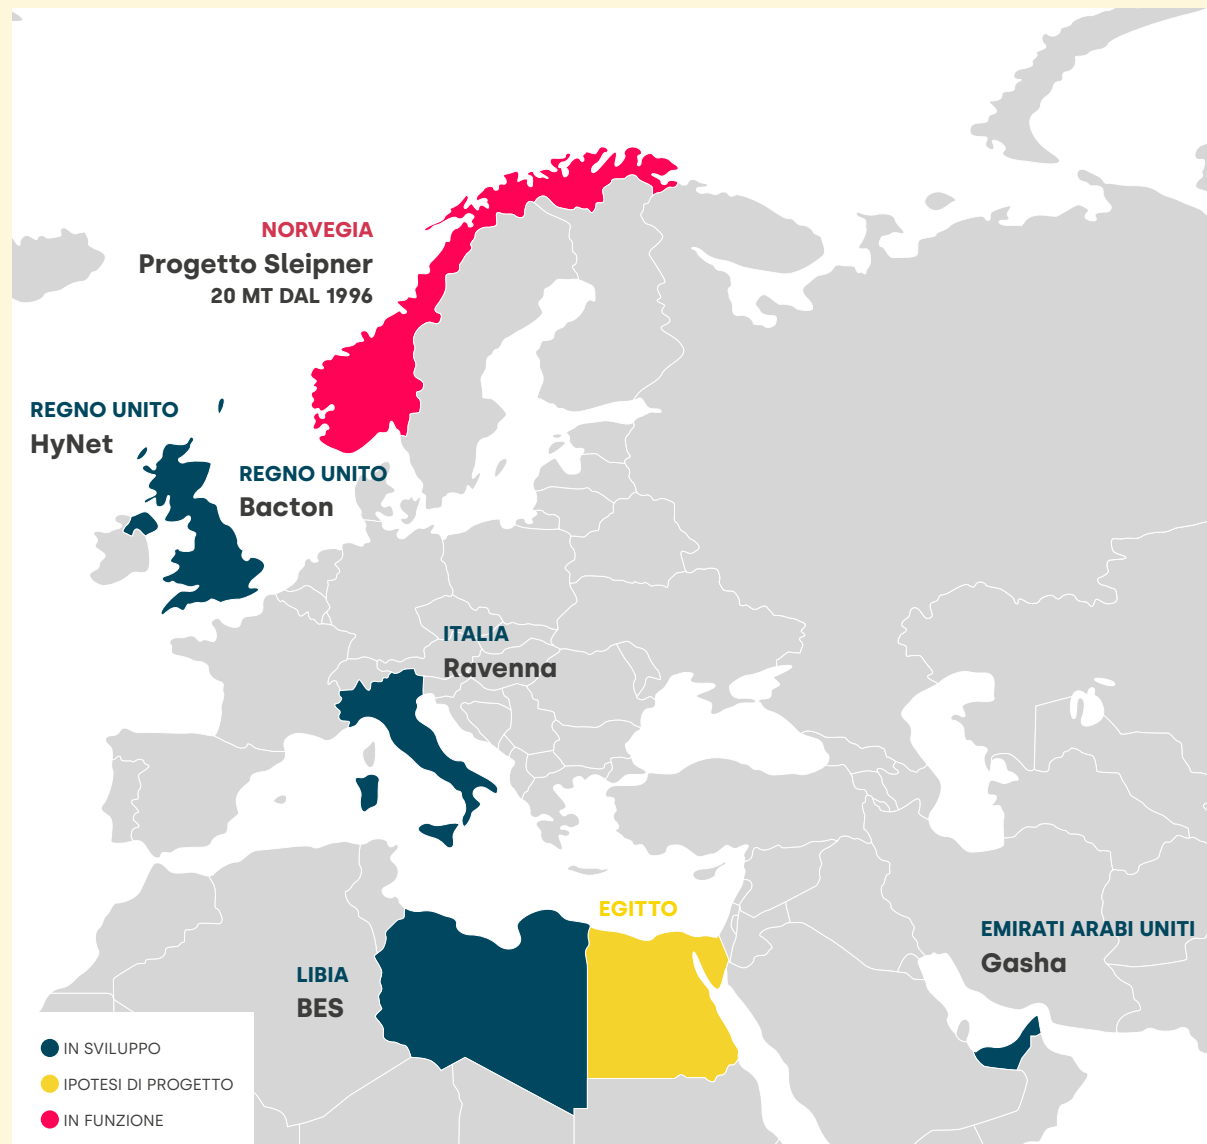 NORVEGIA
Progetto Sleipner
20 MT DAL 1996
REGNO UNITO
HyNet
REGNO UNITO
Bacton
ITALIA
Ravenna
EGITTO
EMIRATI ARABI UNITI
Gasha
LIBIA
BES
IN SVILUPPO
IPOTESI DI PROGETTO
IN FUNZIONE